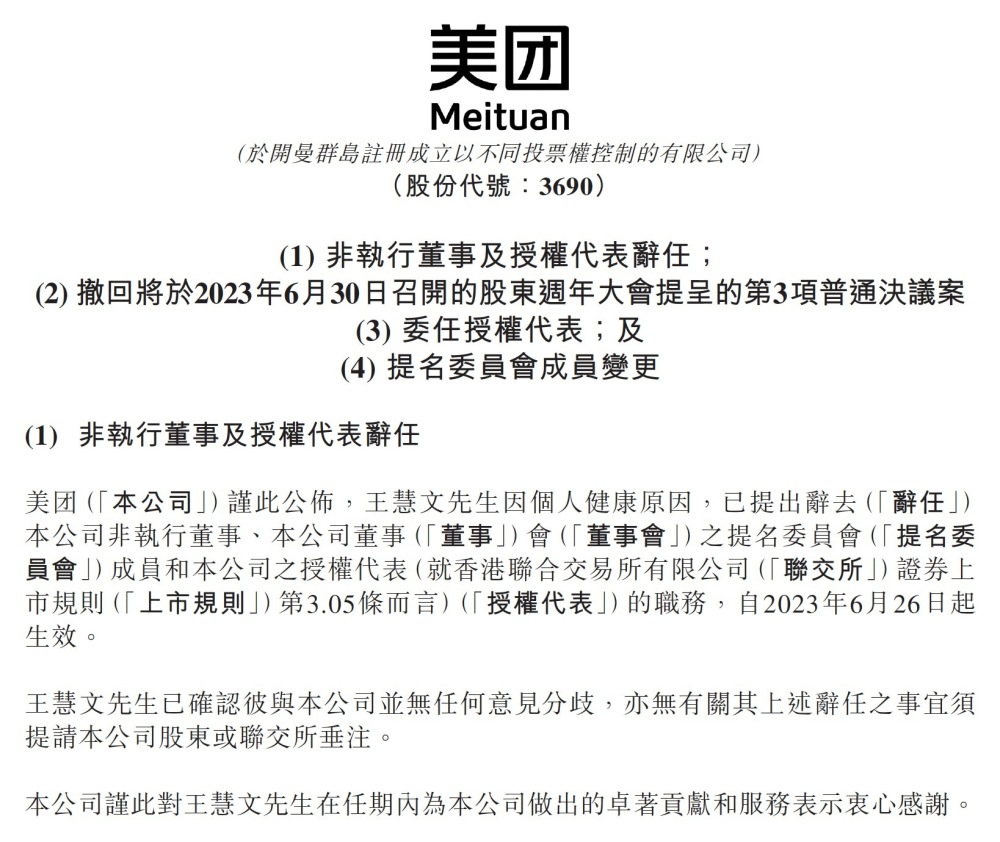 美团
Meituan
(於開曼群島註冊成立以不同投票權控制的有限公司)
（股份代號：3690）
(1) 非執行董事及授權代表辭任；
(2) 撤回將於2023年6月30日召開的股東週年大會提呈的第3項普通決議案
(3) 委任授權代表；及
(4) 提名委員會成員變更
(1) 非執行董事及授權代表辭任
美团(「本公司」)謹此公佈，王慧文先生因個人健康原因，已提出辭去(「辭任」)
本公司非執行董事、本公司董事(「董事」)會(「董事會」)之提名委員會(「提名委
員會」)成員和本公司之授權代表(就香港聯合交易所有限公司(「聯交所」)證券上
市規則(「上市規則」)第3.05條而言)(「授權代表」)的職務，自2023年6月26日起
生效。
王慧文先生已確認彼與本公司並無任何意見分歧，亦無有關其上述辭任之事宜須
提請本公司股東或聯交所垂注。
本公司謹此對王慧文先生在任期內為本公司做出的卓著貢獻和服務表示衷心感謝。